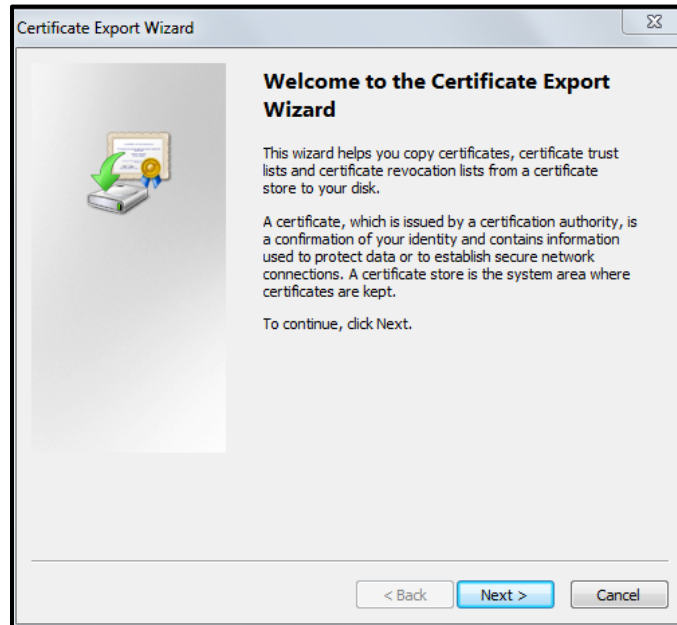 Certificate Export Wizard
Welcome to the Certificate Export
Wizard
This wizard helps you copy certificates, certificate trust
lists and certificate revocation lists from a certificate
store to your disk.
A certificate, which is issued by a certification authority, is
a confirmation of your identity and contains information
used to protect data or to establish secure network
connections. A certificate store is the system area where
certificates are kept.
To continue, click Next.
< Back
Next >
Cancel